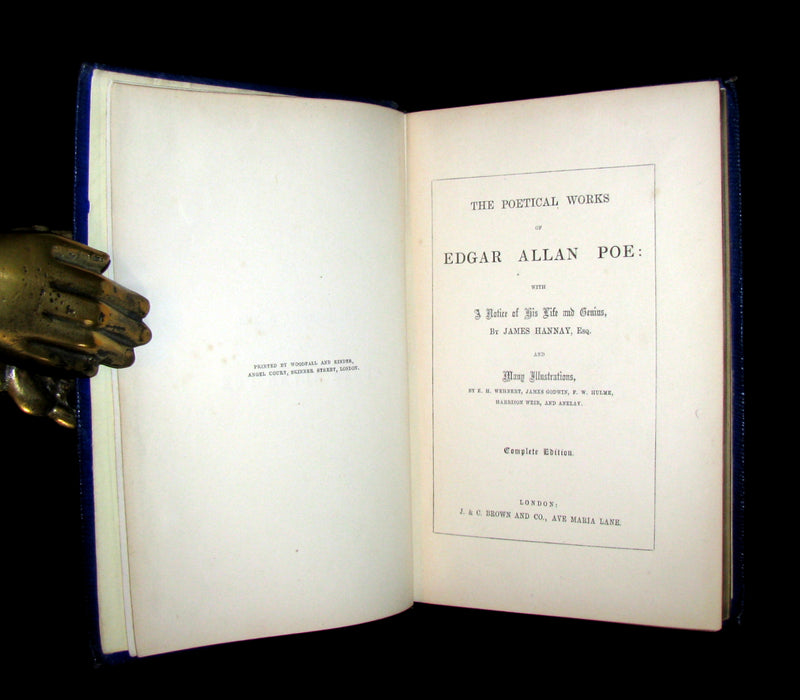 PRINTED BY WOODFALL AND KINDER,
ANGEL COURT, SKINNER STREET, LONDON.
THE POETICAL WORKS
OF
EDGAR ALLAN POE:
WITH
A Notice of His Life and Genius,
BY JAMES HANNAY, ESQ.
AND
Many Illustrations,
BY E. H. WEHNERT, JAMES GODWIN, F. W. HULME,
HARRISON WEIR, AND ANELAY.
Complete Edition.
LONDON:
J. & C. BROWN AND CO., AVE MARIA LANE.